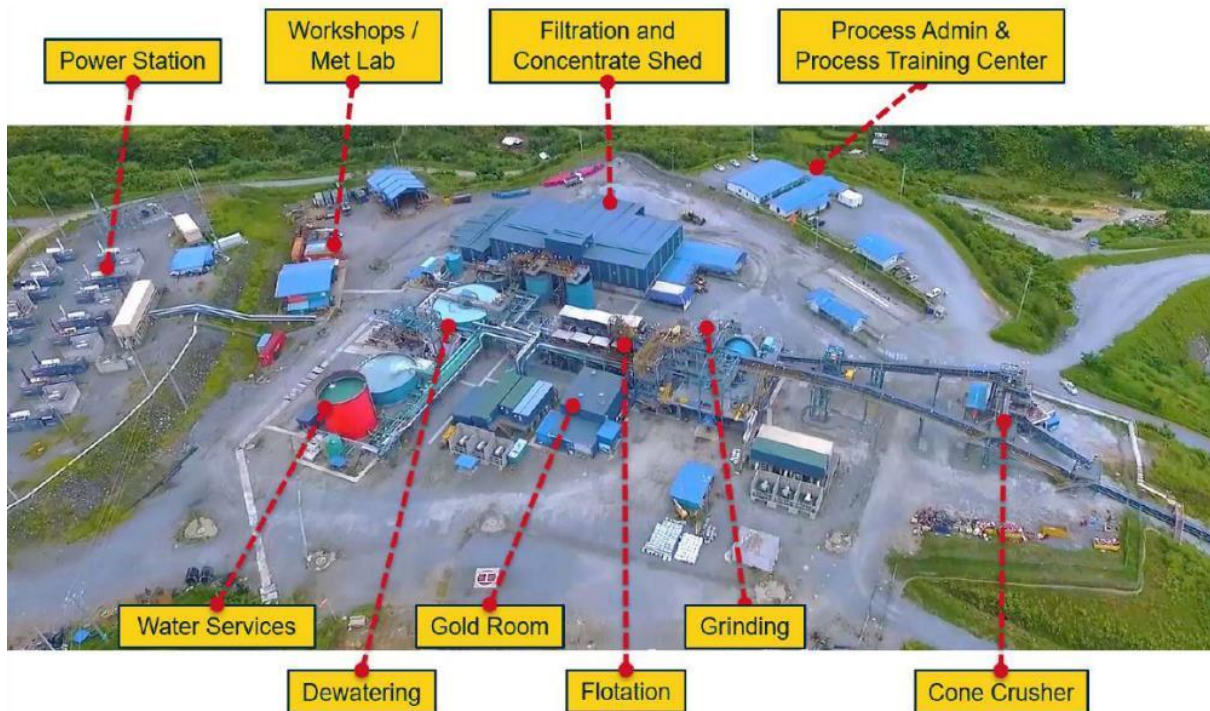 Power Station
Workshops /
Met Lab
Filtration and
Concentrate Shed
Process Admin &
Process Training Center
Water Services
Gold Room
Grinding
Dewatering
Flotation
Cone Crusher